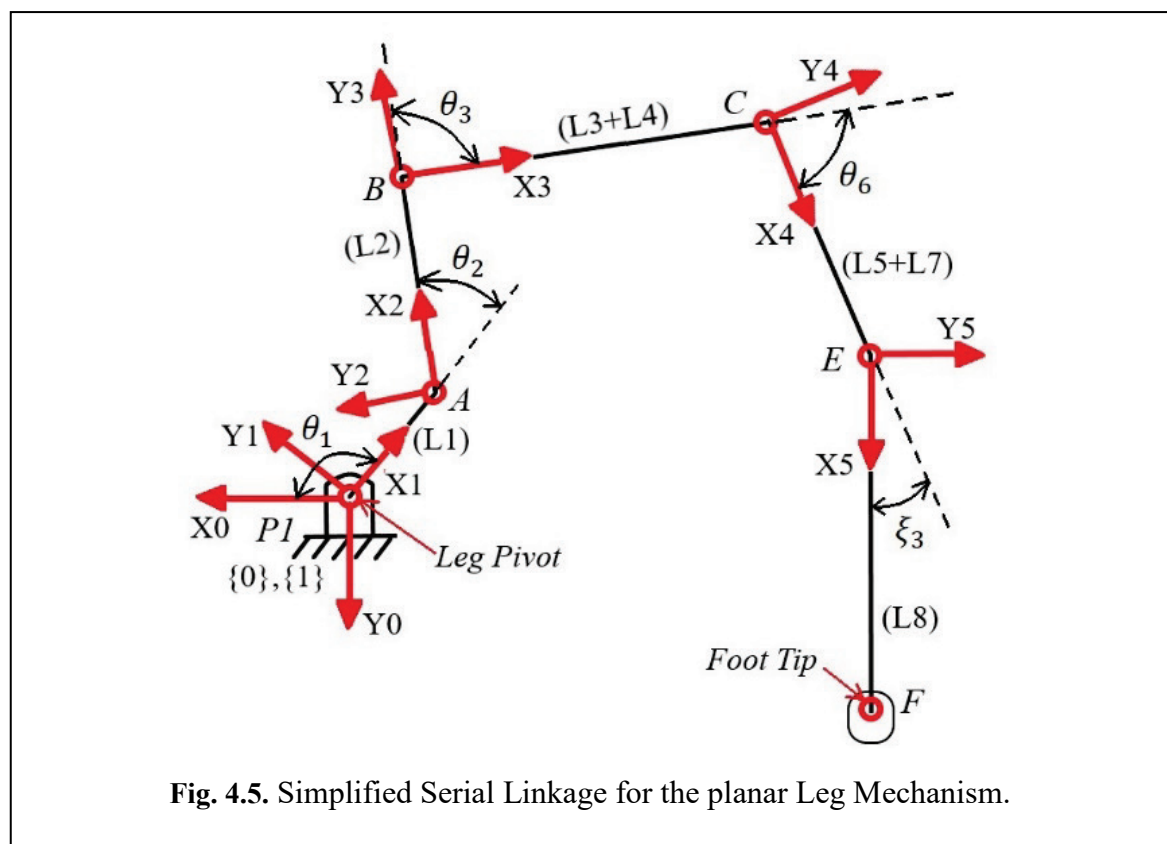 Y4
Y3
θ₃
C
(L3+L4)
B
X3
θ₆
X4
(L2)
θ₂
(L5+L7)
X2
E
Y5
Y2
A
θ₁
Y1
(L1)
X5
X1
X0
P1
ξ₃
Leg Pivot
{0},{1}
Y0
(L8)
Foot Tip
F
Fig. 4.5. Simplified Serial Linkage for the planar Leg Mechanism.